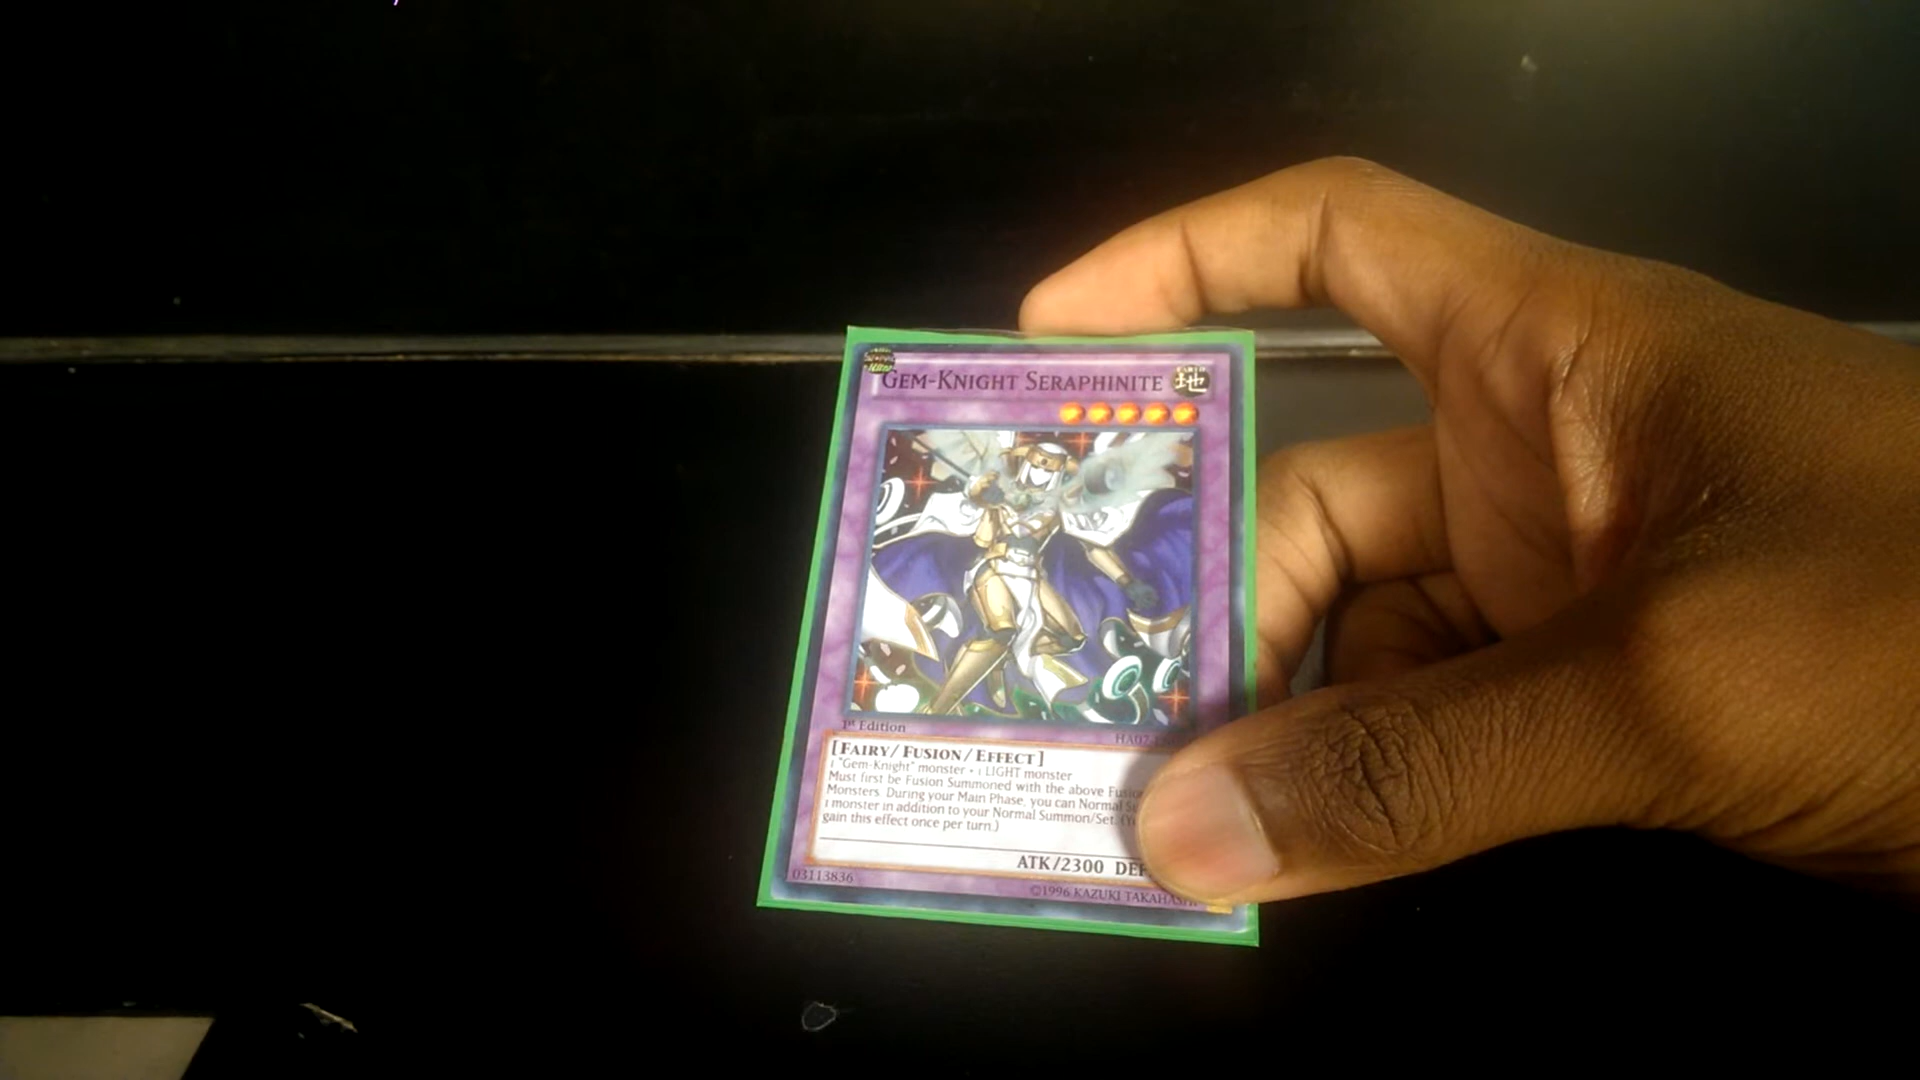 GEM-KNIGHT SERAPHINITE
EARTH
地
1st Edition
[FAIRY/FUSION/EFFECT]
1 "Gem-Knight" monster + 1 LIGHT monster
Must first be Fusion Summoned with the above Fusion
Monsters. During your Main Phase, you can Normal
1 monster in addition to your Normal Summon/Set. (
gain this effect once per turn.)
ATK/2300 DEF
03113836
©1996 KAZUKI TAKAHASHI